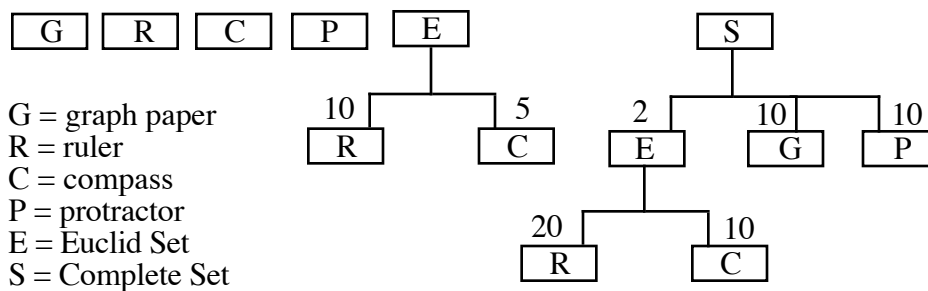 G R C P E S
10 5 2 10 10
R C E G P
20 10
R C
G = graph paper
R = ruler
C = compass
P = protractor
E = Euclid Set
S = Complete Set